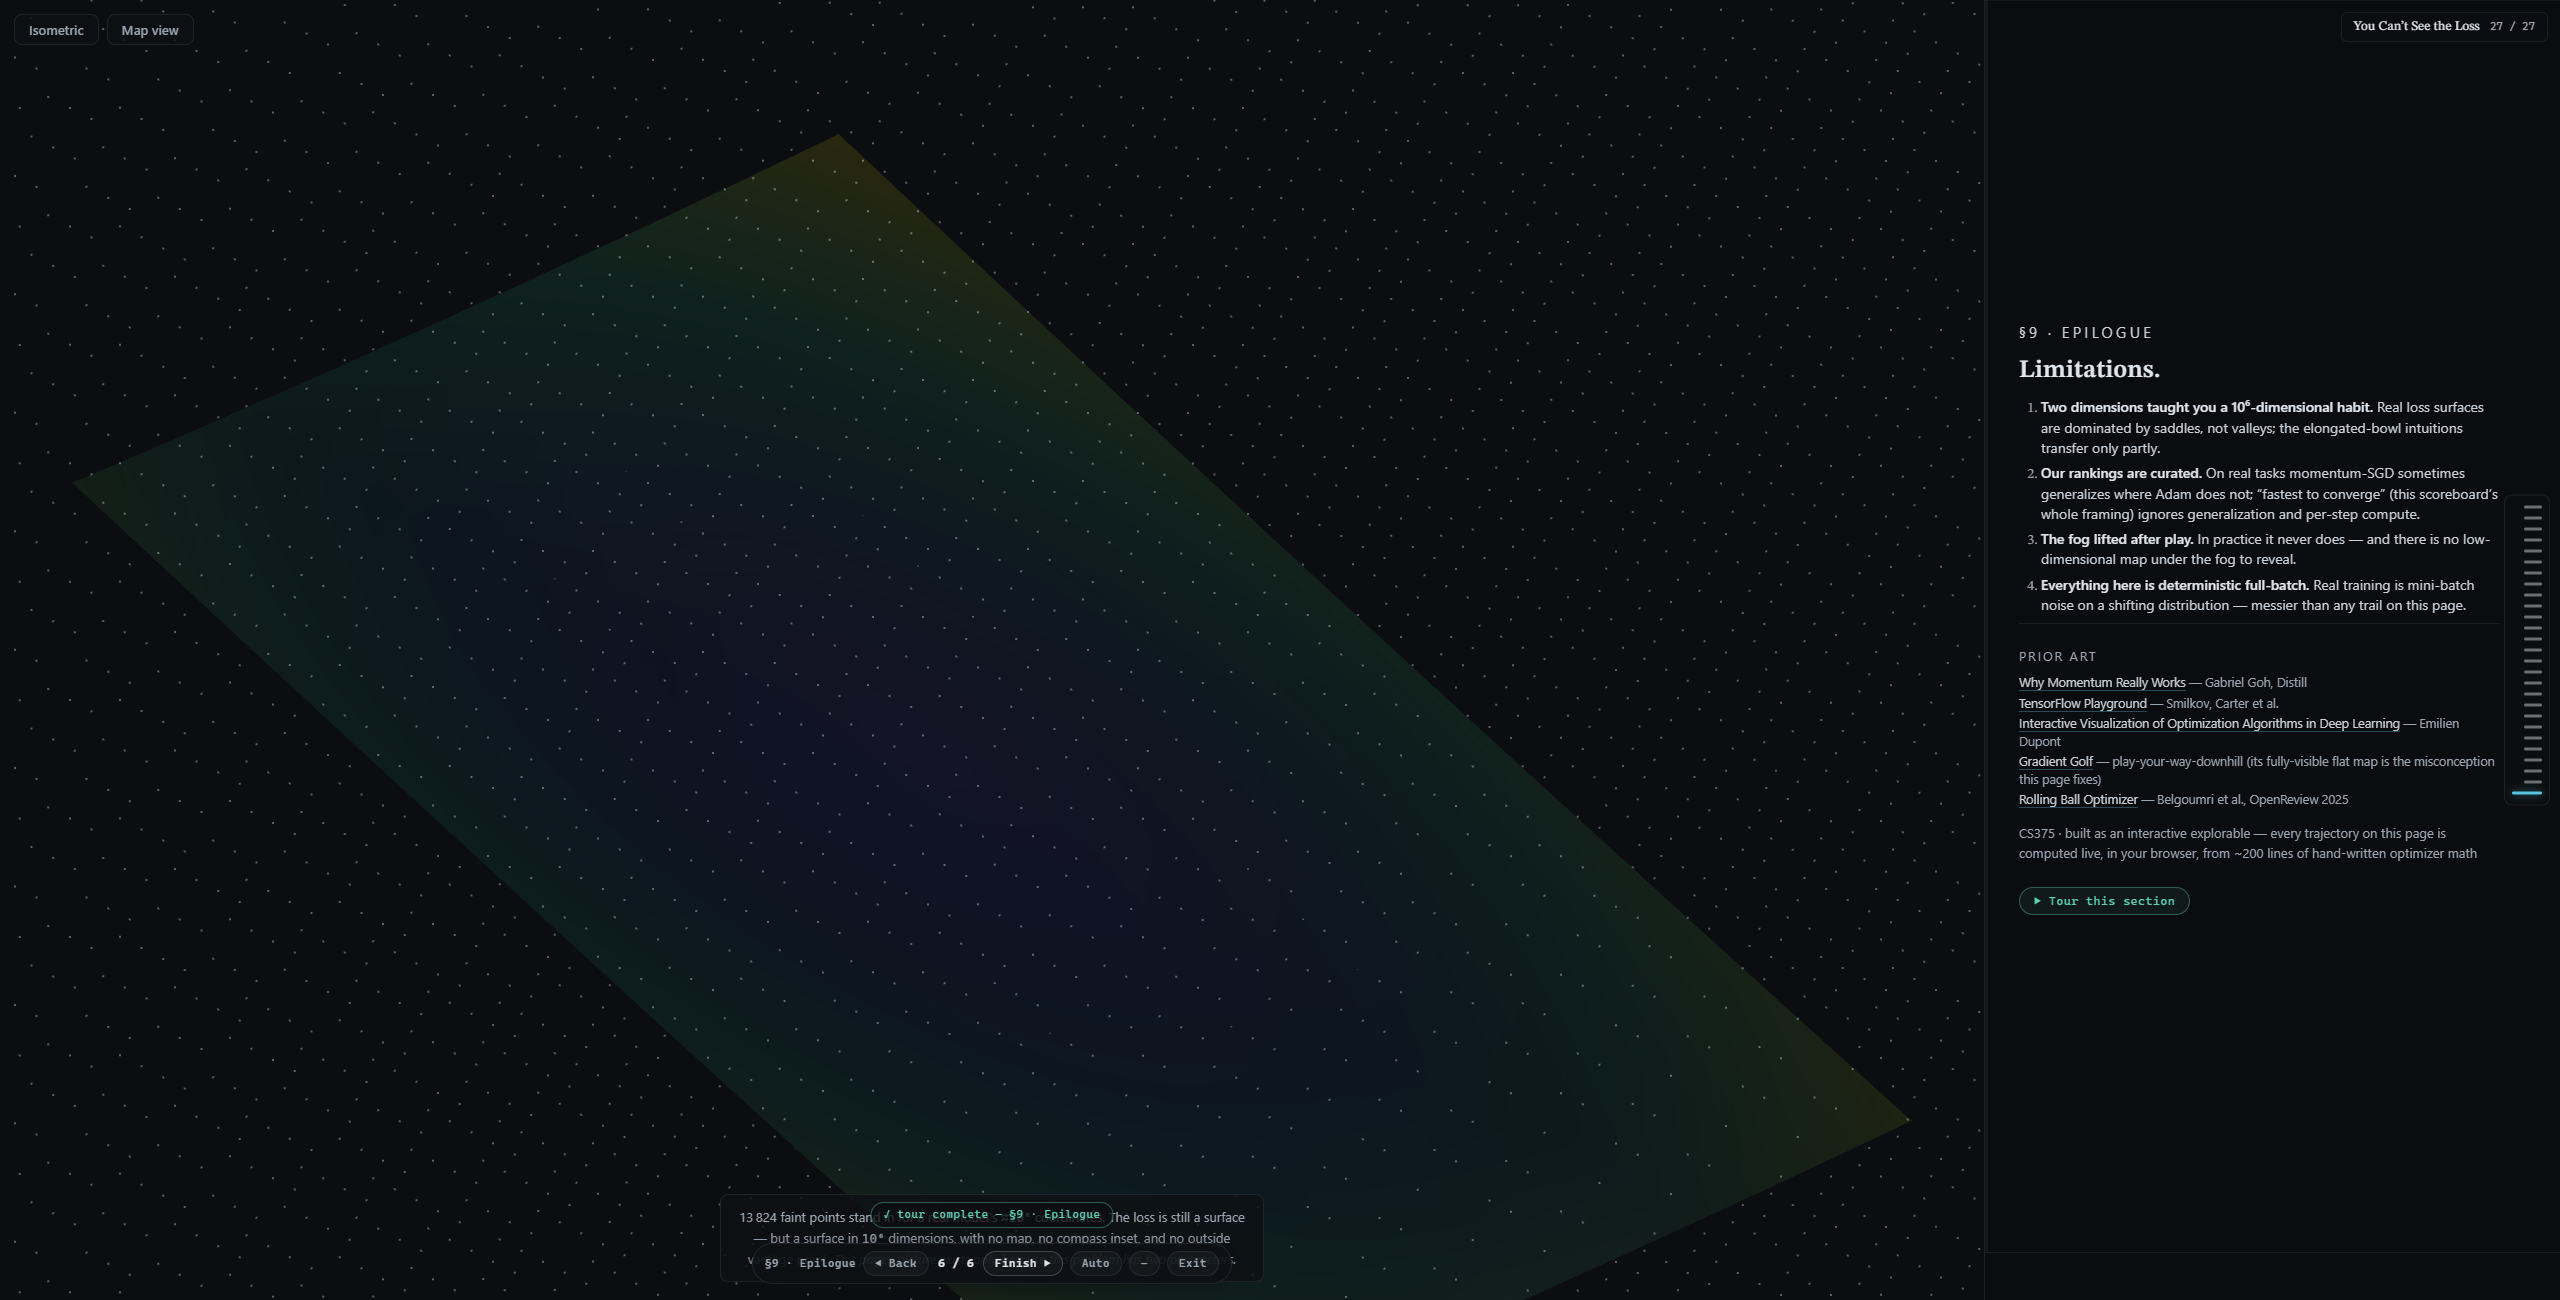 Isometric
Map view
You Can't See the Loss 27 / 27
§9 · EPILOGUE
Limitations.
1. Two dimensions taught you a 10⁶-dimensional habit. Real loss surfaces
are dominated by saddles, not valleys; the elongated-bowl intuitions
transfer only partly.
2. Our rankings are curated. On real tasks momentum-SGD sometimes
generalizes where Adam does not; "fastest to converge" (this scoreboard's
whole framing) ignores generalization and per-step compute.
3. The fog lifted after play. In practice it never does — and there is no low-
dimensional map under the fog to reveal.
4. Everything here is deterministic full-batch. Real training is mini-batch
noise on a shifting distribution — messier than any trail on this page.
PRIOR ART
Why Momentum Really Works — Gabriel Goh, Distill
TensorFlow Playground — Smilkov, Carter et al.
Interactive Visualization of Optimization Algorithms in Deep Learning — Emilien
Dupont
Gradient Golf — play-your-way-downhill (its fully-visible flat map is the misconception
this page fixes)
Rolling Ball Optimizer — Belgoumri et al., OpenReview 2025
CS375 · built as an interactive explorable — every trajectory on this page is
computed live, in your browser, from ~200 lines of hand-written optimizer math
▶ Tour this section
13 824 faint points stand The loss is still a surface
✓ tour complete — §9 · Epilogue
— but a surface in 10⁶ dimensions, with no map, no compass inset, and no outside
§9 · Epilogue ◀ Back 6 / 6 Finish ▶ Auto – Exit